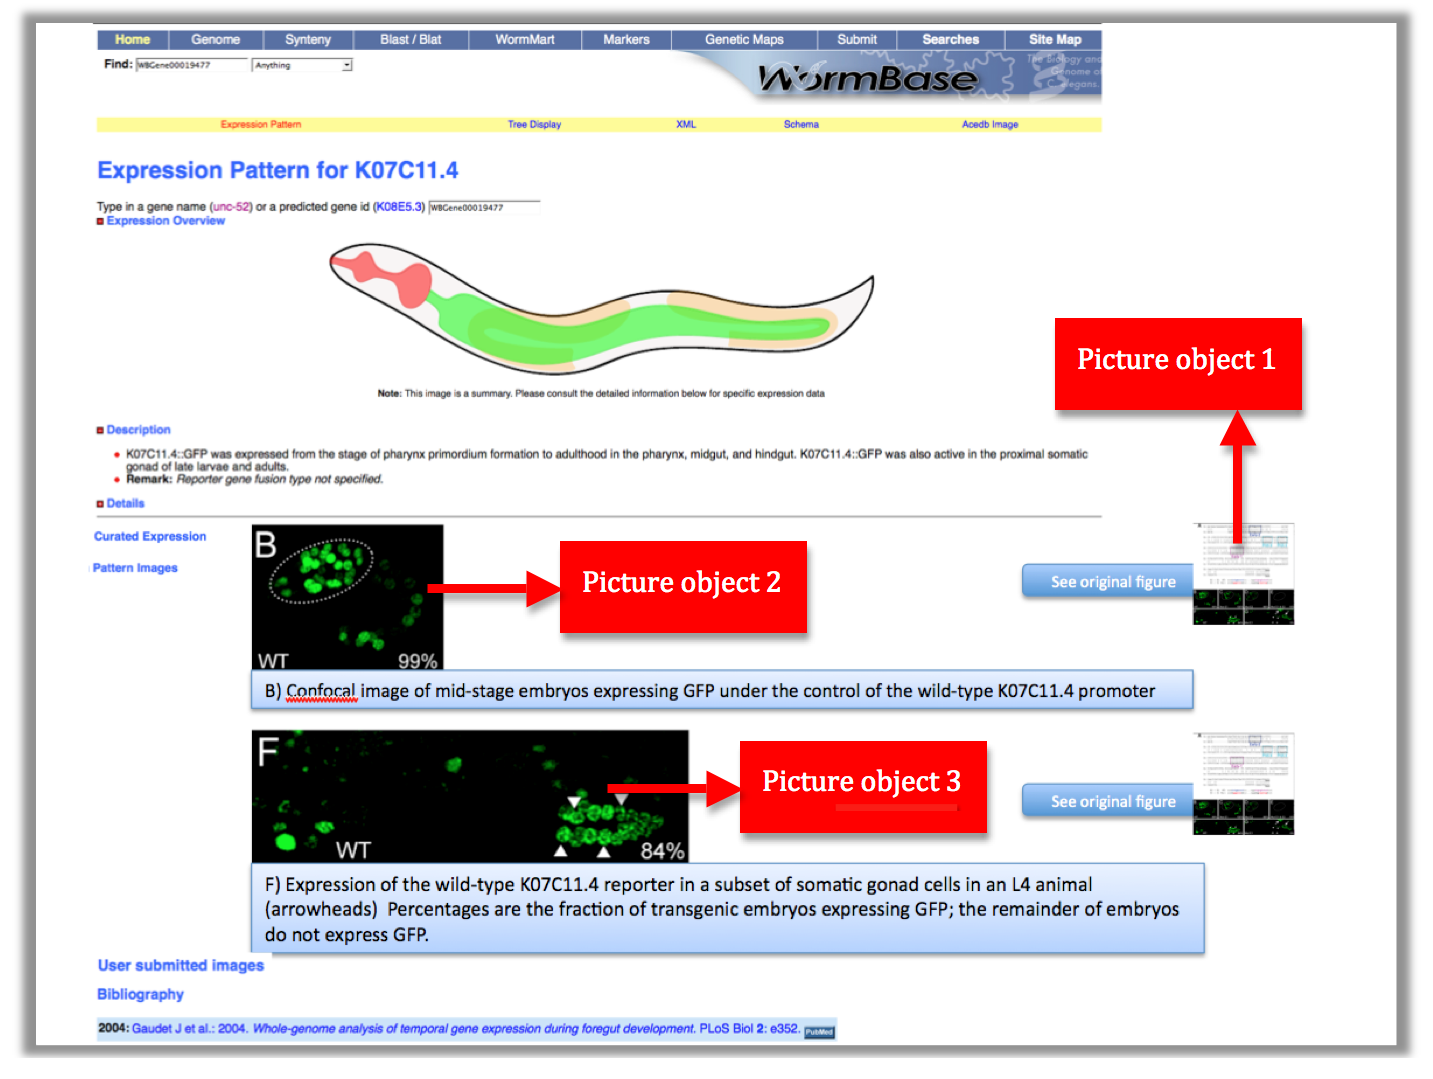 Home Genome Synteny Blast / Blat WormMart Markers Genetic Maps Submit Searches Site Map
Find: WBGene00019477 Anything
WormBase
The Biology and
Genome of
C. elegans.
Expression Pattern Tree Display XML Schema Acedb Image
Expression Pattern for K07C11.4
Type in a gene name (unc-52) or a predicted gene id (K08E5.3) WBGene00019477
Expression Overview
Note: This image is a summary. Please consult the detailed information below for specific expression data
Picture object 1
Description
K07C11.4::GFP was expressed from the stage of pharynx primordium formation to adulthood in the pharynx, midgut, and hindgut. K07C11.4::GFP was also active in the proximal somatic
gonad of late larvae and adults.
Remark: Reporter gene fusion type not specified.
Details
Curated Expression
Pattern Images
B
WT 99%
Picture object 2
See original figure
B) Confocal image of mid-stage embryos expressing GFP under the control of the wild-type K07C11.4 promoter
F
WT 84%
Picture object 3
See original figure
F) Expression of the wild-type K07C11.4 reporter in a subset of somatic gonad cells in an L4 animal
(arrowheads) Percentages are the fraction of transgenic embryos expressing GFP; the remainder of embryos
do not express GFP.
User submitted images
Bibliography
2004: Gaudet J et al.: 2004. Whole-genome analysis of temporal gene expression during foregut development. PLoS Biol 2: e352. PubMed